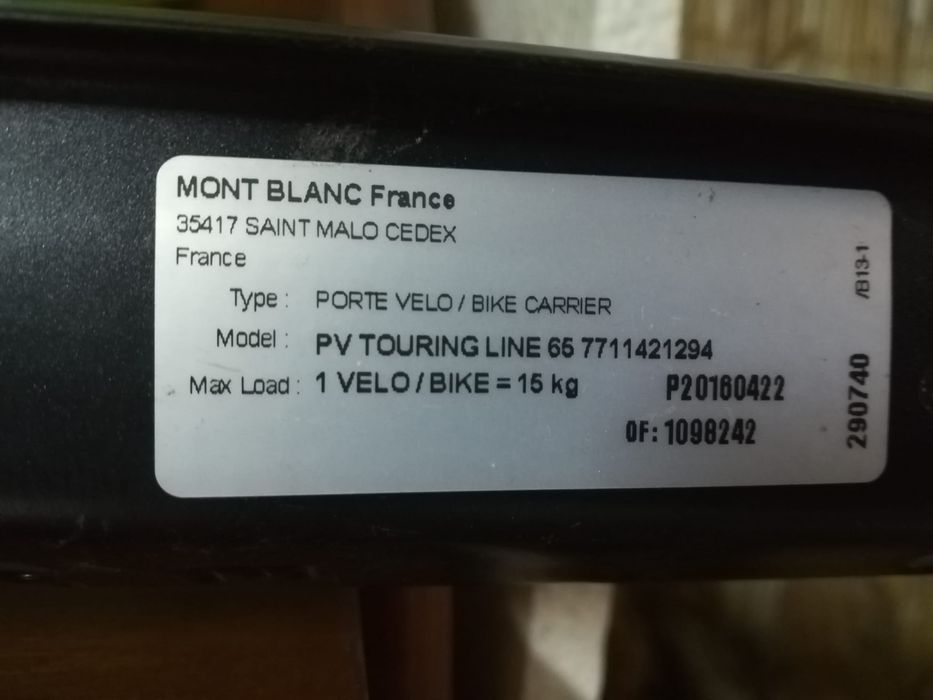 MONT BLANC France
35417 SAINT MALO CEDEX
France
Type : PORTE VELO / BIKE CARRIER
Model : PV TOURING LINE 65 7711421294
Max Load : 1 VELO / BIKE = 15 kg P20160422
OF: 1098242
290740 /B13-1